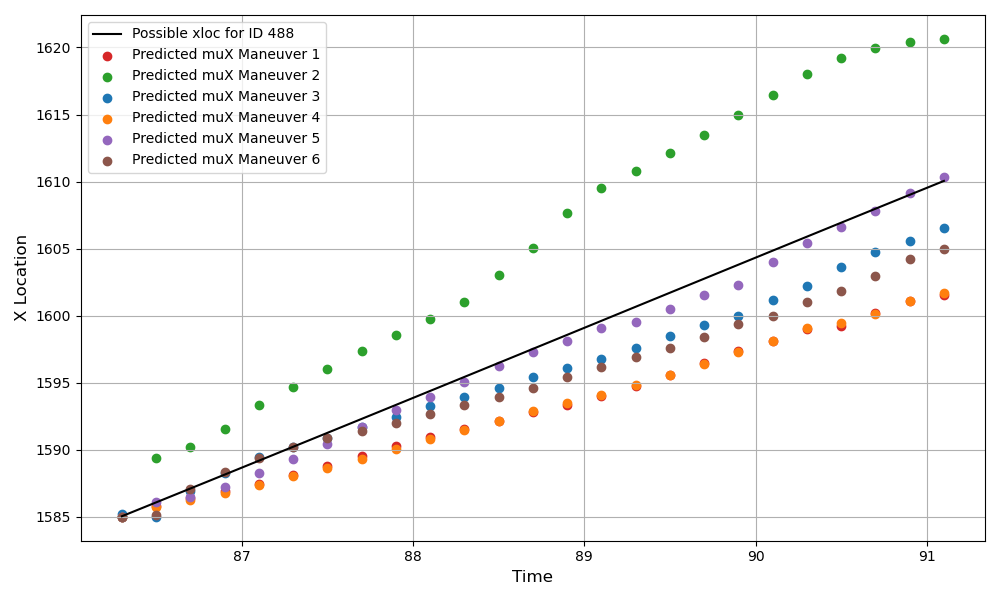 Possible xloc for ID 488
Predicted muX Maneuver 1
Predicted muX Maneuver 2
Predicted muX Maneuver 3
Predicted muX Maneuver 4
Predicted muX Maneuver 5
Predicted muX Maneuver 6
1620
1615
1610
1605
1600
1595
1590
1585
X Location
87
88
89
90
91
Time